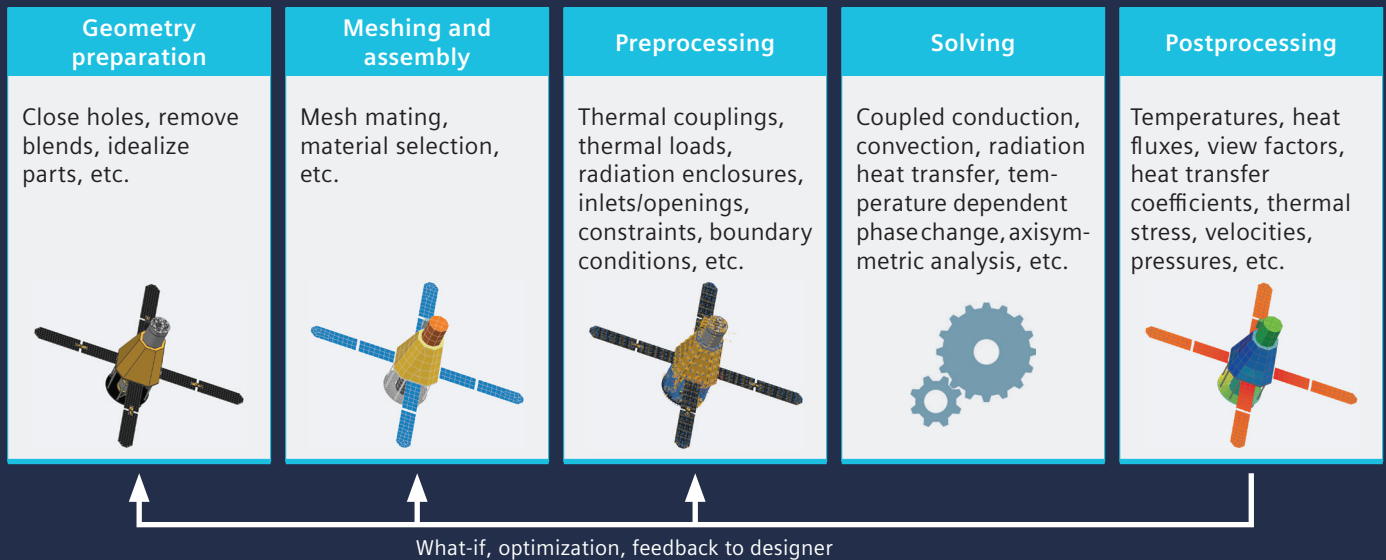 Geometry
preparation
Close holes, remove
blends, idealize
parts, etc.
Meshing and
assembly
Mesh mating,
material selection,
etc.
Preprocessing
Thermal couplings,
thermal loads,
radiation enclosures,
inlets/openings,
constraints, boundary
conditions, etc.
Solving
Coupled conduction,
convection, radiation
heat transfer, tem-
perature dependent
phase change, axisym-
metric analysis, etc.
Postprocessing
Temperatures, heat
fluxes, view factors,
heat transfer
coefficients, thermal
stress, velocities,
pressures, etc.
What-if, optimization, feedback to designer